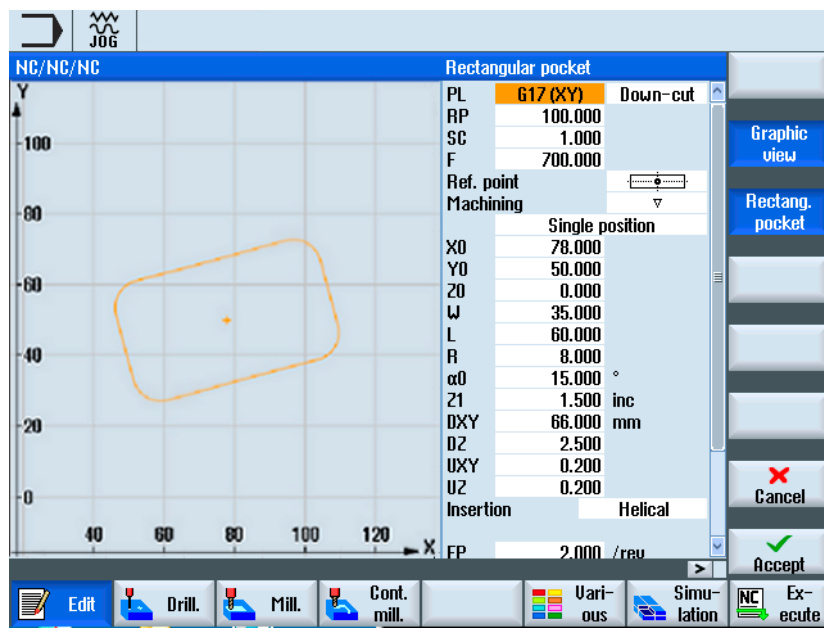 JOG
NC/NC/NC
Rectangular pocket
Y
100
80
60
40
20
0
40 60 80 100 120 X
PL G17 (XY) Down-cut
RP 100.000
SC 1.000
F 700.000
Ref. point
Machining ▽
Single position
X0 78.000
Y0 50.000
Z0 0.000
W 35.000
L 60.000
R 8.000
α0 15.000 °
Z1 1.500 inc
DXY 66.000 mm
DZ 2.500
UXY 0.200
UZ 0.200
Insertion Helical
EP 2.000 /rev
Graphic
view
Rectang.
pocket
Cancel
Accept
>
Edit
Drill.
Mill.
Cont.
mill.
Vari-
ous
Simu-
lation
NC Ex-
ecute